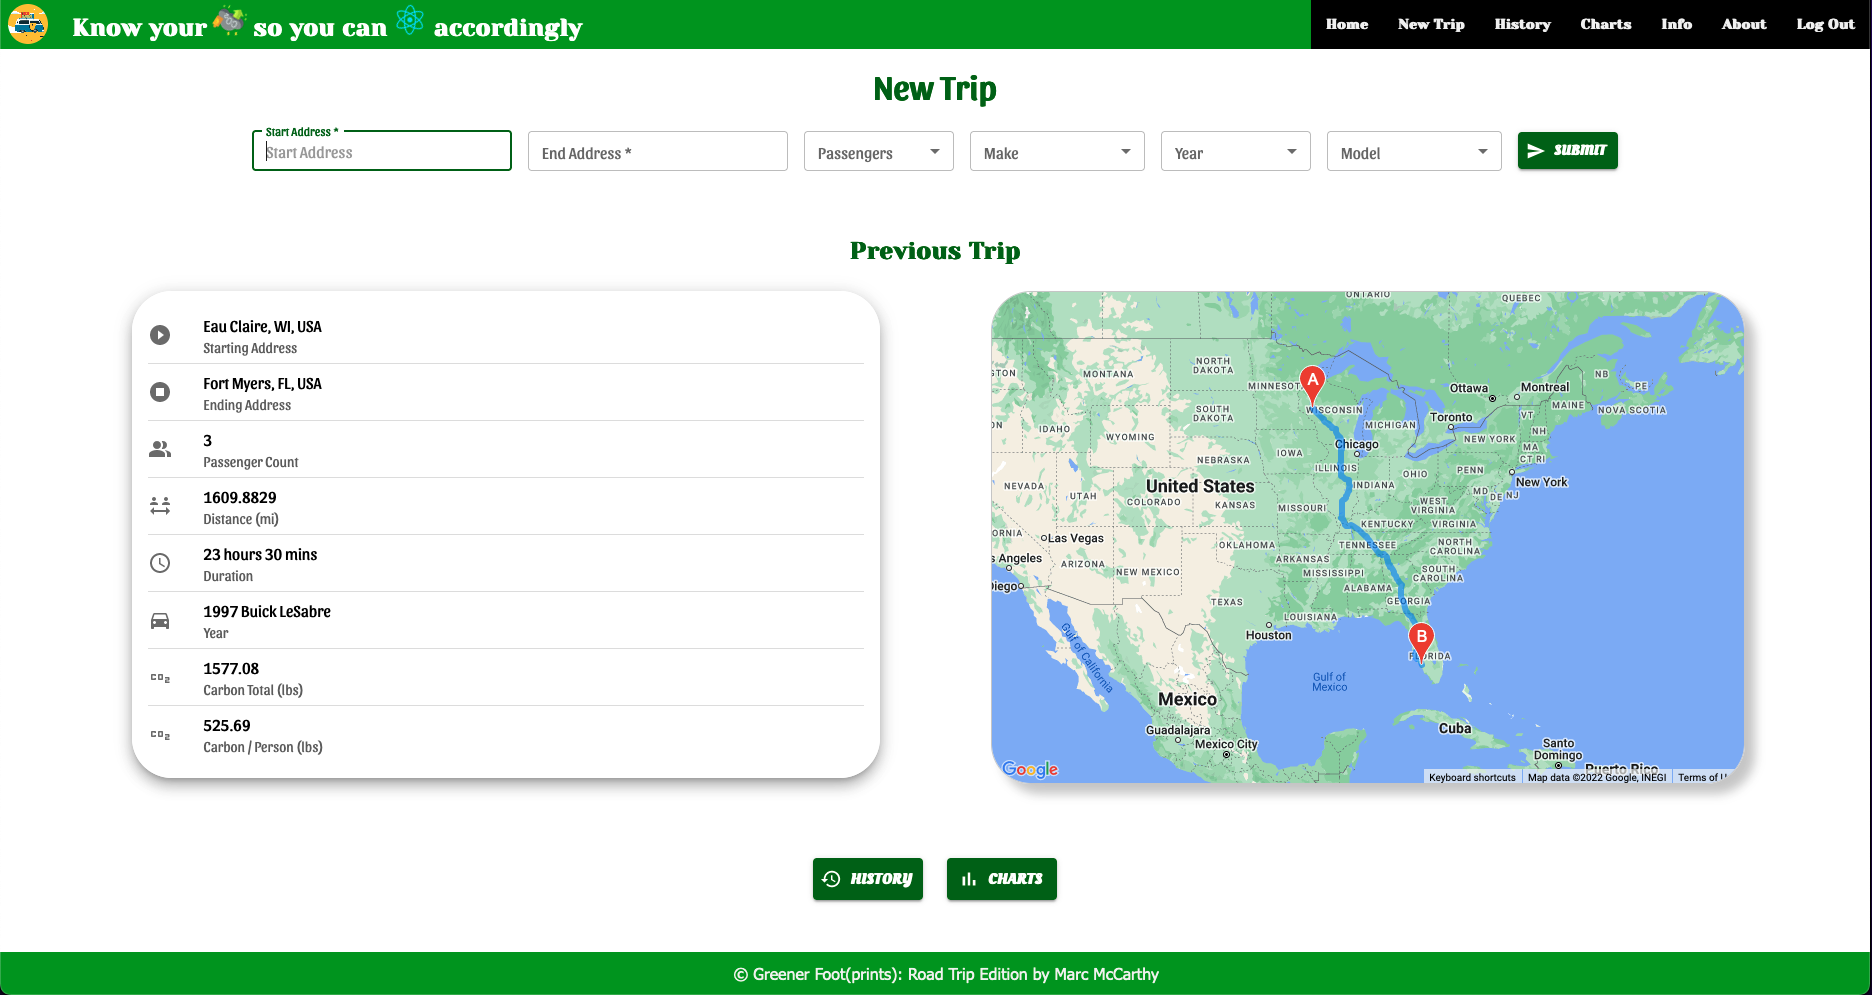 Know your so you can accordingly
Home New Trip History Charts Info About Log Out
New Trip
Start Address *
Start Address
End Address *
Passengers
Make
Year
Model
SUBMIT
Previous Trip
Eau Claire, WI, USA
Starting Address
Fort Myers, FL, USA
Ending Address
3
Passenger Count
1609.8829
Distance (mi)
23 hours 30 mins
Duration
1997 Buick LeSabre
Year
CO2
1577.08
Carbon Total (lbs)
CO2
525.69
Carbon / Person (lbs)
ONTARIO
QUEBEC
NORTH DAKOTA
MONTANA
MINNESOT
A
WISCONSIN
Ottawa
Montreal
NB
PE
MAINE
NOVA SCOTIA
SOUTH DAKOTA
Toronto
VT
NH
IDAHO
WYOMING
MICHIGAN
NEW YORK
MA
CT RI
Chicago
IOWA
NEBRASKA
ILLINOIS
INDIANA
OHIO
PENN
New York
NEVADA
UTAH
United States
COLORADO
KANSAS
MISSOURI
WEST VIRGINIA
MD
DE
NJ
KENTUCKY
VIRGINIA
ORNIA
Las Vegas
OKLAHOMA
TENNESSEE
NORTH CAROLINA
s Angeles
ARIZONA
NEW MEXICO
ARKANSAS
MISSISSIPPI
SOUTH CAROLINA
iego
TEXAS
ALABAMA
GEORGIA
LOUISIANA
Houston
B
FLORIDA
Gulf of California
Gulf of Mexico
Mexico
Cuba
Guadalajara
Mexico City
Santo Domingo
Puerto Rico
Google
Keyboard shortcuts
Map data ©2022 Google, INEGI
Terms of U
HISTORY
CHARTS
© Greener Foot(prints): Road Trip Edition by Marc McCarthy